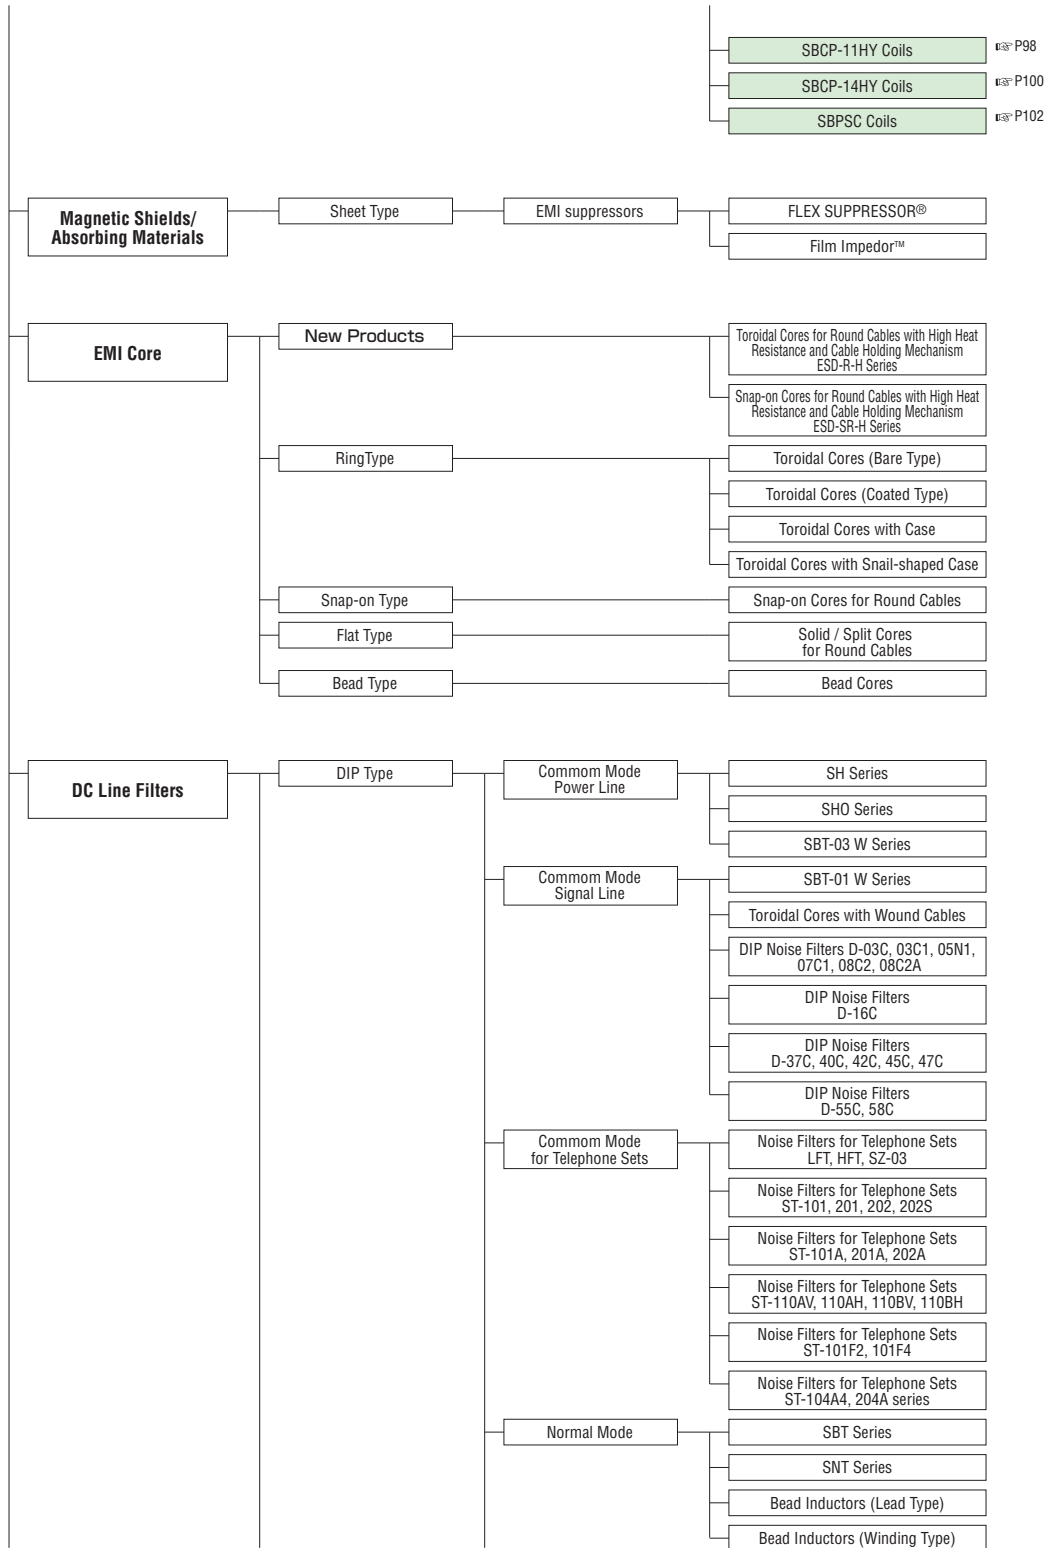 SBCP-11HY Coils
☞P98
SBCP-14HY Coils
☞P100
SBPSC Coils
☞P102
Magnetic Shields/
Absorbing Materials
Sheet Type
EMI suppressors
FLEX SUPPRESSOR®
Film Impedor™
EMI Core
New Products
Toroidal Cores for Round Cables with High Heat
Resistance and Cable Holding Mechanism
ESD-R-H Series
Snap-on Cores for Round Cables with High Heat
Resistance and Cable Holding Mechanism
ESD-SR-H Series
RingType
Toroidal Cores (Bare Type)
Toroidal Cores (Coated Type)
Toroidal Cores with Case
Toroidal Cores with Snail-shaped Case
Snap-on Type
Snap-on Cores for Round Cables
Flat Type
Solid / Split Cores
for Round Cables
Bead Type
Bead Cores
DC Line Filters
DIP Type
Commom Mode
Power Line
SH Series
SHO Series
SBT-03 W Series
Commom Mode
Signal Line
SBT-01 W Series
Toroidal Cores with Wound Cables
DIP Noise Filters D-03C, 03C1, 05N1,
07C1, 08C2, 08C2A
DIP Noise Filters
D-16C
DIP Noise Filters
D-37C, 40C, 42C, 45C, 47C
DIP Noise Filters
D-55C, 58C
Commom Mode
for Telephone Sets
Noise Filters for Telephone Sets
LFT, HFT, SZ-03
Noise Filters for Telephone Sets
ST-101, 201, 202, 202S
Noise Filters for Telephone Sets
ST-101A, 201A, 202A
Noise Filters for Telephone Sets
ST-110AV, 110AH, 110BV, 110BH
Noise Filters for Telephone Sets
ST-101F2, 101F4
Noise Filters for Telephone Sets
ST-104A4, 204A series
Normal Mode
SBT Series
SNT Series
Bead Inductors (Lead Type)
Bead Inductors (Winding Type)